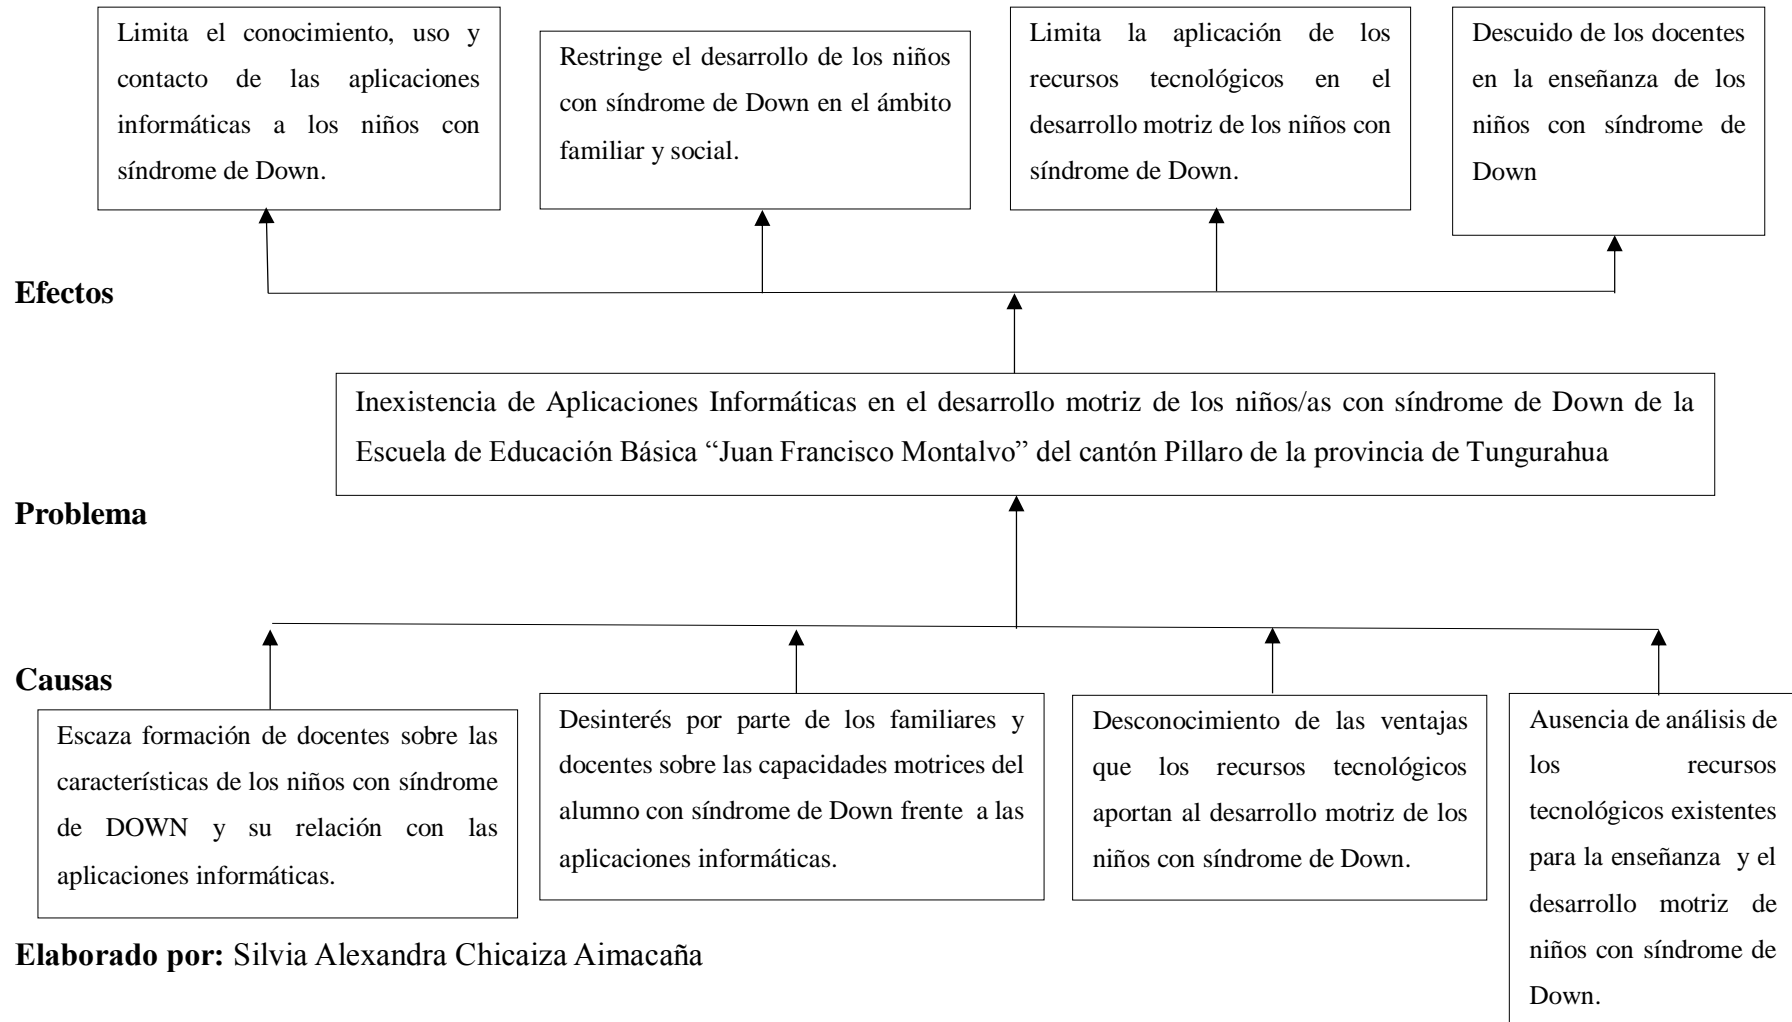 Limita el conocimiento, uso y
contacto de las aplicaciones
informáticas a los niños con
síndrome de Down.
Restringe el desarrollo de los niños
con síndrome de Down en el ámbito
familiar y social.
Limita la aplicación de los
recursos tecnológicos en el
desarrollo motriz de los niños con
síndrome de Down.
Descuido de los docentes
en la enseñanza de los
niños con síndrome de
Down
Efectos
Inexistencia de Aplicaciones Informáticas en el desarrollo motriz de los niños/as con síndrome de Down de la
Escuela de Educación Básica “Juan Francisco Montalvo” del cantón Pillaro de la provincia de Tungurahua
Problema
Causas
Escaza formación de docentes sobre las
características de los niños con síndrome
de DOWN y su relación con las
aplicaciones informáticas.
Desinterés por parte de los familiares y
docentes sobre las capacidades motrices del
alumno con síndrome de Down frente a las
aplicaciones informáticas.
Desconocimiento de las ventajas
que los recursos tecnológicos
aportan al desarrollo motriz de los
niños con síndrome de Down.
Ausencia de análisis de
los recursos
tecnológicos existentes
para la enseñanza y el
desarrollo motriz de
niños con síndrome de
Down.
Elaborado por: Silvia Alexandra Chicaiza Aimacaña